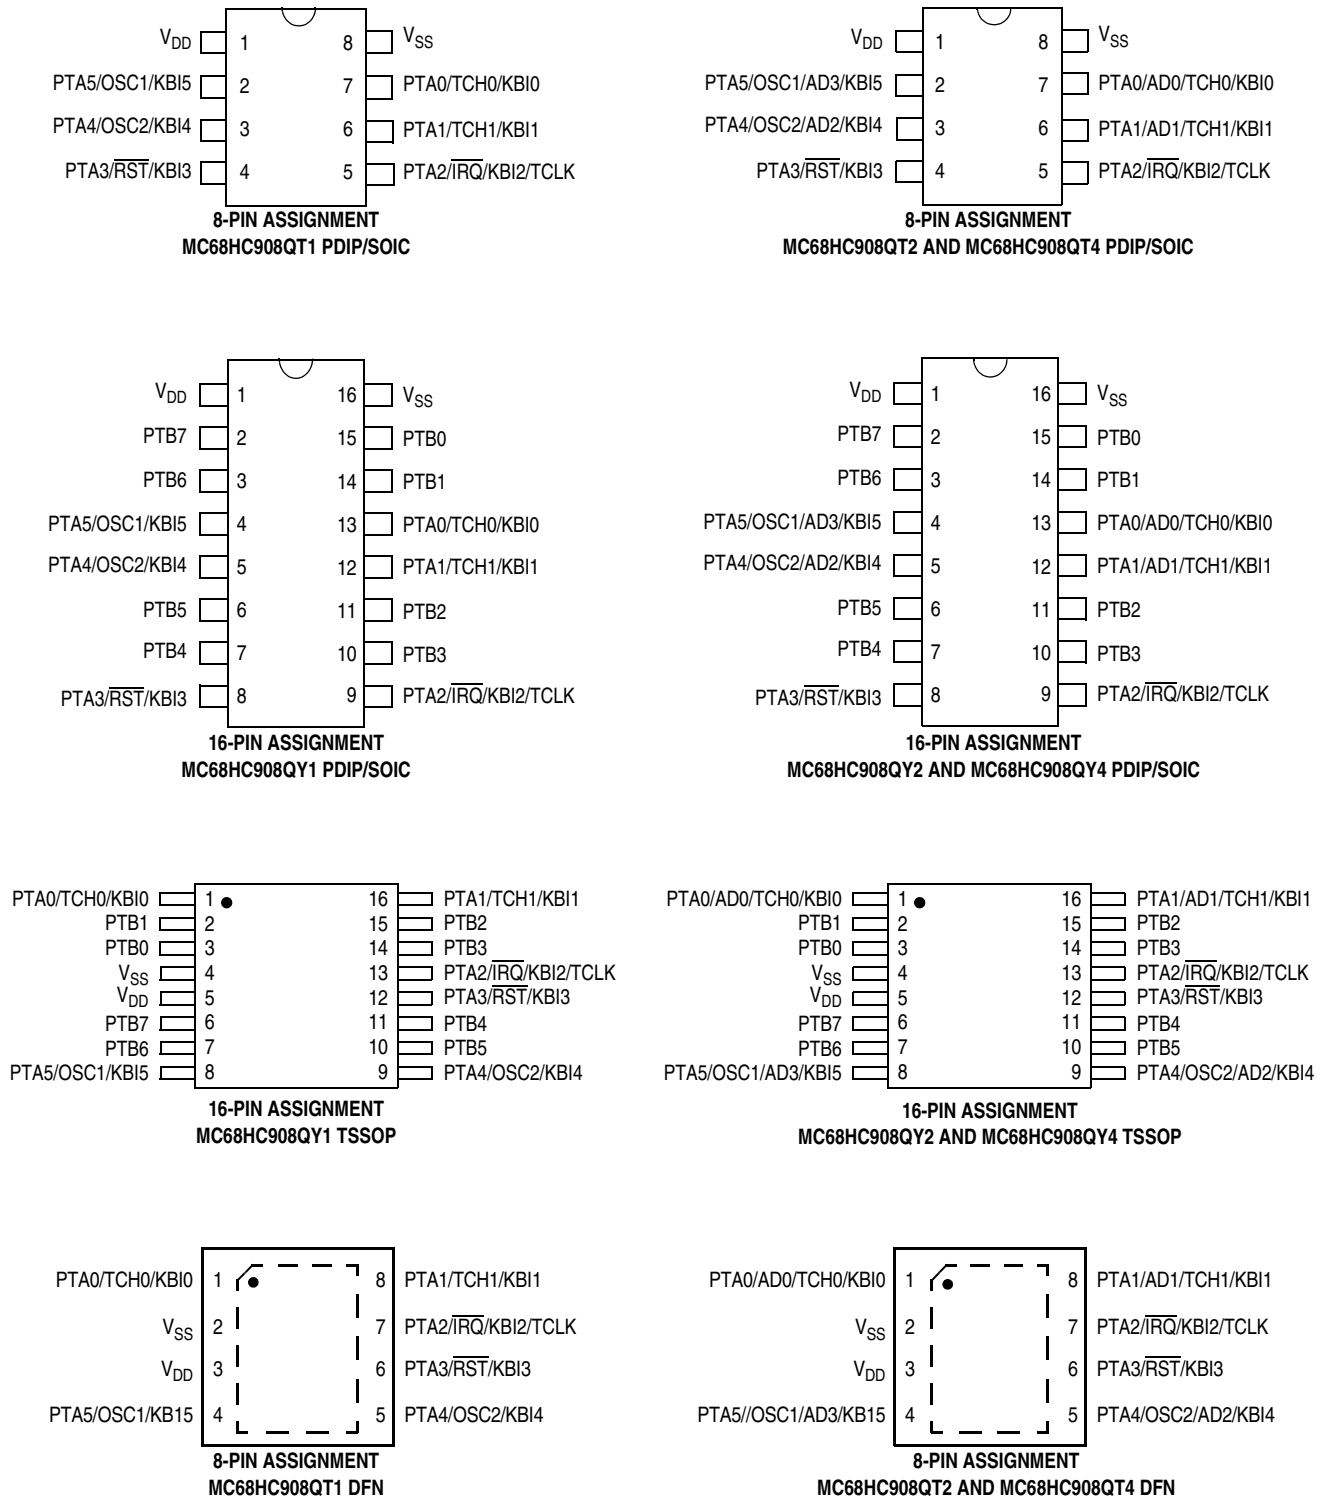 VDD 1 8 VSS
PTA5/OSC1/KBI5 2 7 PTA0/TCH0/KBI0
PTA4/OSC2/KBI4 3 6 PTA1/TCH1/KBI1
PTA3/RST/KBI3 4 5 PTA2/IRQ/KBI2/TCLK
8-PIN ASSIGNMENT
MC68HC908QT1 PDIP/SOIC
VDD 1 8 VSS
PTA5/OSC1/AD3/KBI5 2 7 PTA0/AD0/TCH0/KBI0
PTA4/OSC2/AD2/KBI4 3 6 PTA1/AD1/TCH1/KBI1
PTA3/RST/KBI3 4 5 PTA2/IRQ/KBI2/TCLK
8-PIN ASSIGNMENT
MC68HC908QT2 AND MC68HC908QT4 PDIP/SOIC
VDD 1 16 VSS
PTB7 2 15 PTB0
PTB6 3 14 PTB1
PTA5/OSC1/KBI5 4 13 PTA0/TCH0/KBI0
PTA4/OSC2/KBI4 5 12 PTA1/TCH1/KBI1
PTB5 6 11 PTB2
PTB4 7 10 PTB3
PTA3/RST/KBI3 8 9 PTA2/IRQ/KBI2/TCLK
16-PIN ASSIGNMENT
MC68HC908QY1 PDIP/SOIC
VDD 1 16 VSS
PTB7 2 15 PTB0
PTB6 3 14 PTB1
PTA5/OSC1/AD3/KBI5 4 13 PTA0/AD0/TCH0/KBI0
PTA4/OSC2/AD2/KBI4 5 12 PTA1/AD1/TCH1/KBI1
PTB5 6 11 PTB2
PTB4 7 10 PTB3
PTA3/RST/KBI3 8 9 PTA2/IRQ/KBI2/TCLK
16-PIN ASSIGNMENT
MC68HC908QY2 AND MC68HC908QY4 PDIP/SOIC
PTA0/TCH0/KBI0 1 16 PTA1/TCH1/KBI1
PTB1 2 15 PTB2
PTB0 3 14 PTB3
VSS 4 13 PTA2/IRQ/KBI2/TCLK
VDD 5 12 PTA3/RST/KBI3
PTB7 6 11 PTB4
PTB6 7 10 PTB5
PTA5/OSC1/KBI5 8 9 PTA4/OSC2/KBI4
16-PIN ASSIGNMENT
MC68HC908QY1 TSSOP
PTA0/AD0/TCH0/KBI0 1 16 PTA1/AD1/TCH1/KBI1
PTB1 2 15 PTB2
PTB0 3 14 PTB3
VSS 4 13 PTA2/IRQ/KBI2/TCLK
VDD 5 12 PTA3/RST/KBI3
PTB7 6 11 PTB4
PTB6 7 10 PTB5
PTA5/OSC1/AD3/KBI5 8 9 PTA4/OSC2/AD2/KBI4
16-PIN ASSIGNMENT
MC68HC908QY2 AND MC68HC908QY4 TSSOP
PTA0/TCH0/KBI0 1 8 PTA1/TCH1/KBI1
VSS 2 7 PTA2/IRQ/KBI2/TCLK
VDD 3 6 PTA3/RST/KBI3
PTA5/OSC1/KB15 4 5 PTA4/OSC2/KBI4
8-PIN ASSIGNMENT
MC68HC908QT1 DFN
PTA0/AD0/TCH0/KBI0 1 8 PTA1/AD1/TCH1/KBI1
VSS 2 7 PTA2/IRQ/KBI2/TCLK
VDD 3 6 PTA3/RST/KBI3
PTA5//OSC1/AD3/KB15 4 5 PTA4/OSC2/AD2/KBI4
8-PIN ASSIGNMENT
MC68HC908QT2 AND MC68HC908QT4 DFN